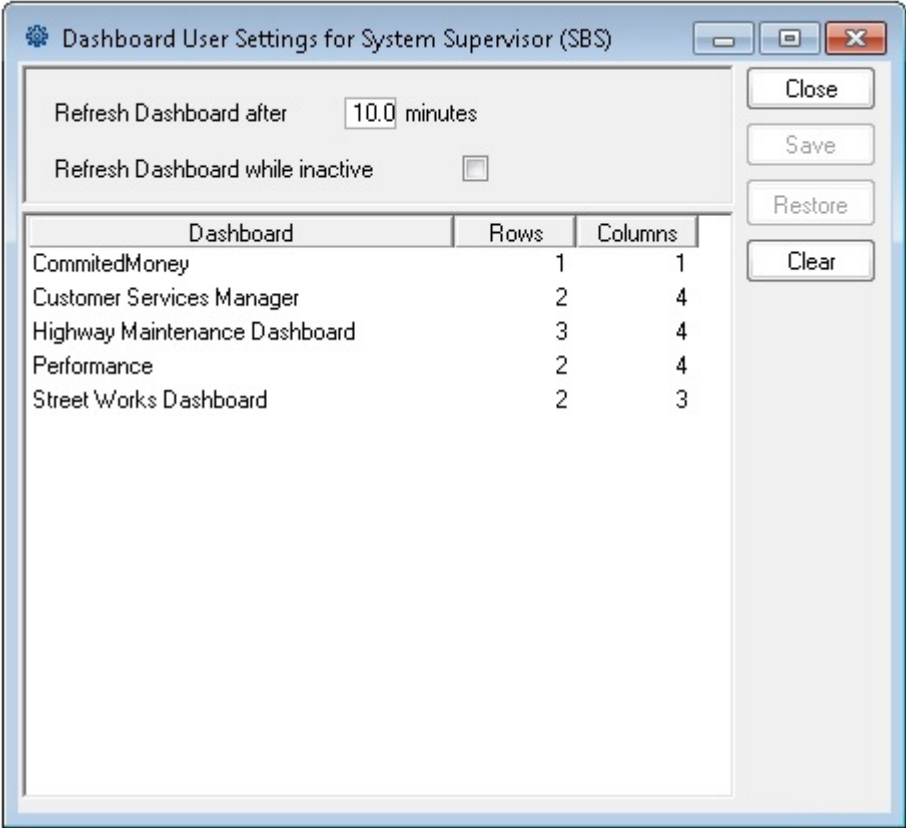 Dashboard User Settings for System Supervisor (SBS)
Refresh Dashboard after 10.0 minutes
Refresh Dashboard while inactive
Close
Save
Restore
Clear
Dashboard Rows Columns
CommitedMoney 1 1
Customer Services Manager 2 4
Highway Maintenance Dashboard 3 4
Performance 2 4
Street Works Dashboard 2 3